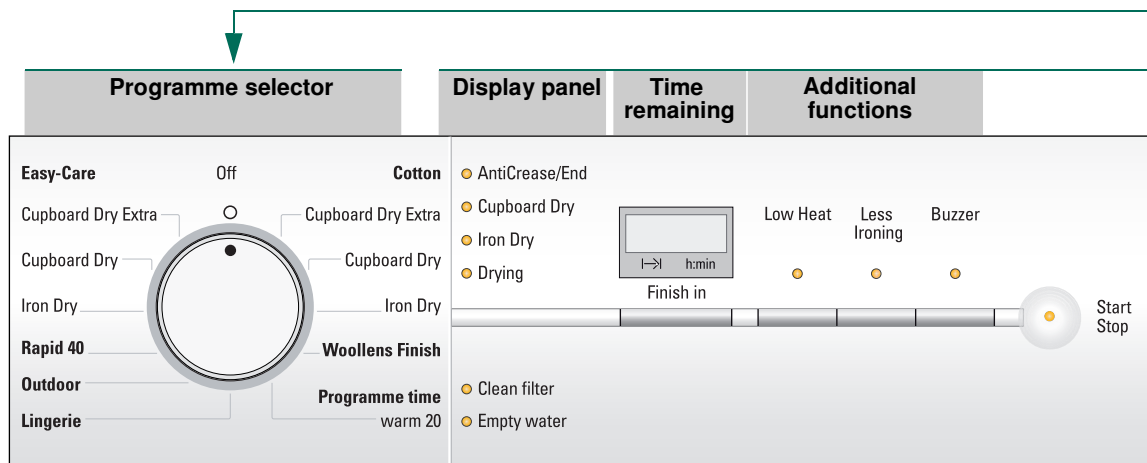 Programme selector
Display panel
Time
remaining
Additional
functions
Easy-Care
Off
Cotton
Cupboard Dry Extra
Cupboard Dry
Iron Dry
Rapid 40
Outdoor
Lingerie
Cupboard Dry Extra
Cupboard Dry
Iron Dry
Woollens Finish
Programme time
warm 20
AntiCrease/End
Cupboard Dry
Iron Dry
Drying
Clean filter
Empty water
h:min
Finish in
Low Heat
Less
Ironing
Buzzer
Start
Stop